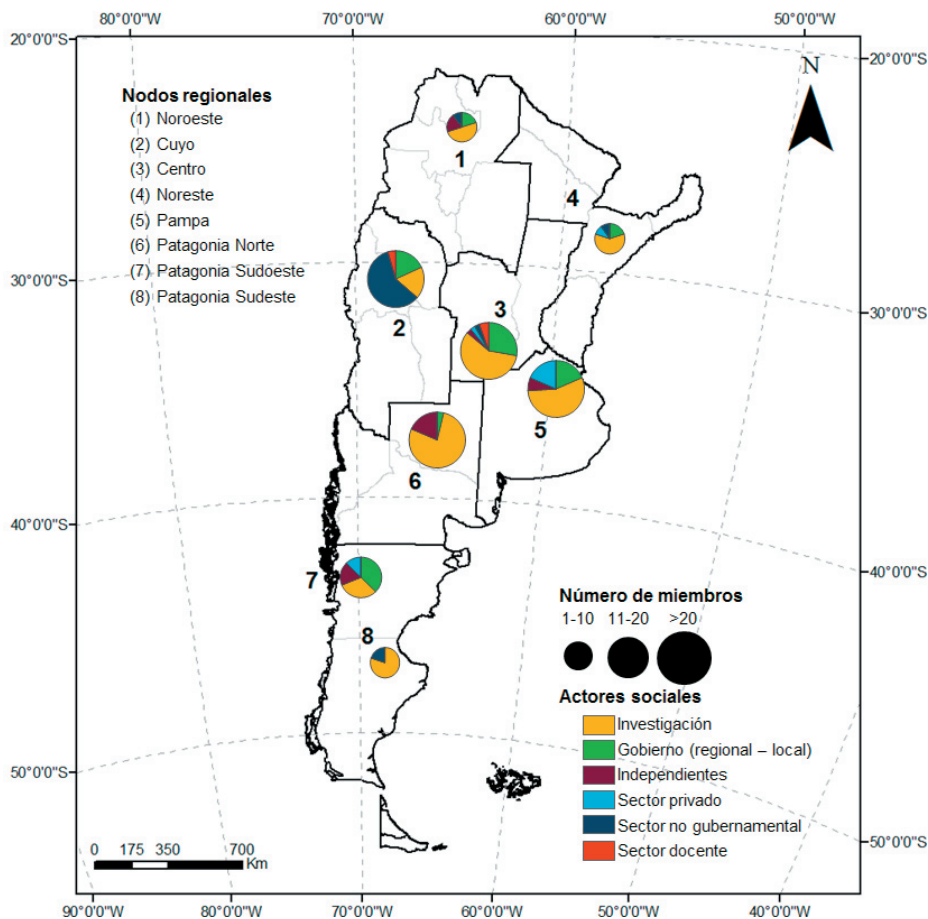 80°0'0"O
70°0'0"O
60°0'0"O
50°0'0"O
20°0'0"S
20°0'0"S
N
Nodos regionales
(1) Noroeste
(2) Cuyo
(3) Centro
(4) Noreste
(5) Pampa
(6) Patagonia Norte
(7) Patagonia Sudoeste
(8) Patagonia Sudeste
1
4
30°0'0"S
30°0'0"S
2
3
5
6
40°0'0"S
40°0'0"S
7
8
Número de miembros
1-10 11-20 >20
Actores sociales
Investigación
Gobierno (regional – local)
Independientes
Sector privado
Sector no gubernamental
Sector docente
50°0'0"S
50°0'0"S
0 175 350 700
Km
90°0'0"O
80°0'0"O
70°0'0"O
60°0'0"O
50°0'0"O
40°0'0"O